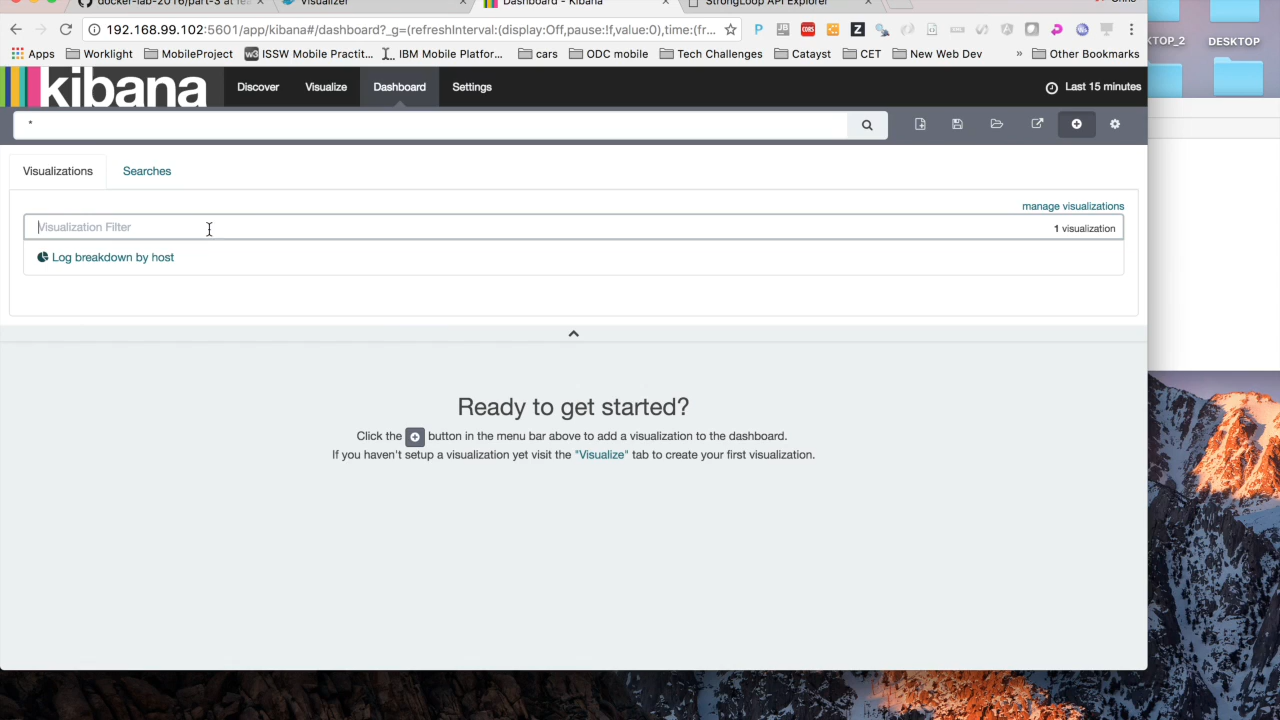 docker-lab-2016/part-3 at fea
Visualizer
Dashboard - Kibana
StrongLoop API Explorer
192.168.99.102:5601/app/kibana#/dashboard?_g=(refreshInterval:(display:Off,pause:!f,value:0),time:(fr...
Apps Worklight MobileProject w3 ISSW Mobile Practit... IBM Mobile Platfor... cars ODC mobile Tech Challenges Catayst CET New Web Dev » Other Bookmarks
KTOP_2 DESKTOP
kibana Discover Visualize Dashboard Settings Last 15 minutes
*
Visualizations Searches
manage visualizations
Visualization Filter 1 visualization
Log breakdown by host
Ready to get started?
Click the button in the menu bar above to add a visualization to the dashboard.
If you haven't setup a visualization yet visit the "Visualize" tab to create your first visualization.